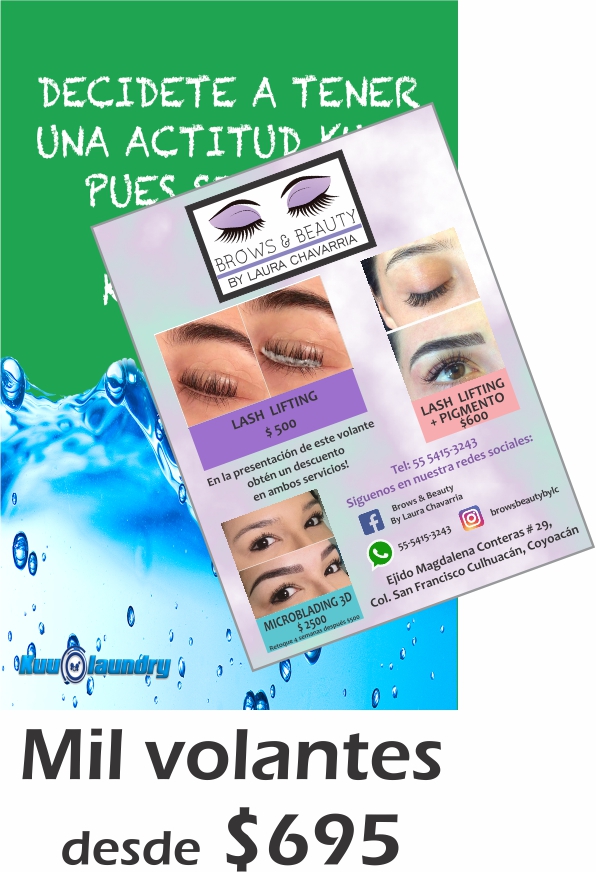 DECIDETE A TENER
UNA ACTITUD
PUES
BROWS & BEAUTY
BY LAURA CHAVARRIA
LASH LIFTING
$ 500
LASH LIFTING
+ PIGMENTO
$600
En la presentación de este volante
obtén un descuento
en ambos servicios!
Tel: 55 5415-3243
Siguenos en nuestra redes sociales:
Brows & Beauty
By Laura Chavarria
browsbeautybylc
55-5415-3243
MICROBLADING 3D
$ 2500
Retoque 4 semanas después $500
Ejido Magdalena Conteras # 29,
Col. San Francisco Culhuacán, Coyoacán
Kuu laundry
Mil volantes
desde $695